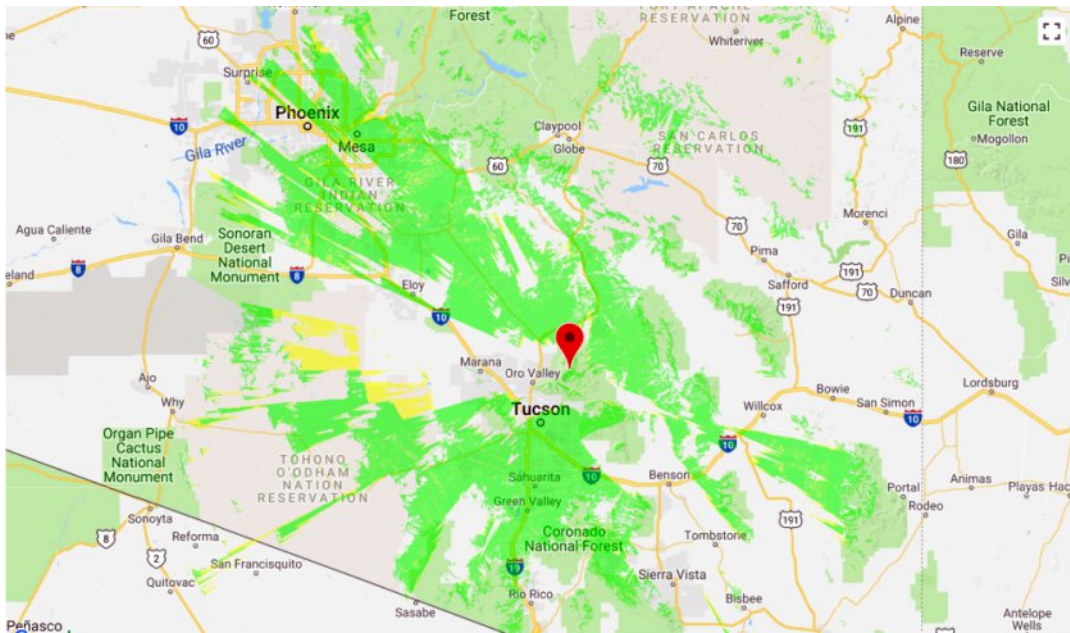 Forest
FORT APACHE
RESERVATION
Whiteriver
Alpine
60
Surprise
Reserve
Phoenix
10
Mesa
Claypool
Globe
SAN CARLOS
RESERVATION
191
Gila National
Forest
Mogollon
180
Gila River
60
70
GILA RIVER
INDIAN
RESERVATION
Morenci
Agua Caliente
Gila Bend
Sonoran
Desert
National
Monument
70
Gila
Pima
8
8
Safford
191
191
70
Duncan
eland
Eloy
10
Marana
Oro Valley
Ajo
Why
Bowie
Lordsburg
Willcox
San Simon
10
Tucson
Organ Pipe
Cactus
National
Monument
TOHONO
O'ODHAM
NATION
RESERVATION
10
Sahuarita
10
Benson
Green Valley
Portal
Animas
Playas
Rodeo
191
Sonoyta
Coronado
National Forest
Tombstone
8
Reforma
2
San Francisquito
19
Quitovac
Sierra Vista
Sasabe
Rio Rico
Bisbee
Antelope
Wells
Peñasco